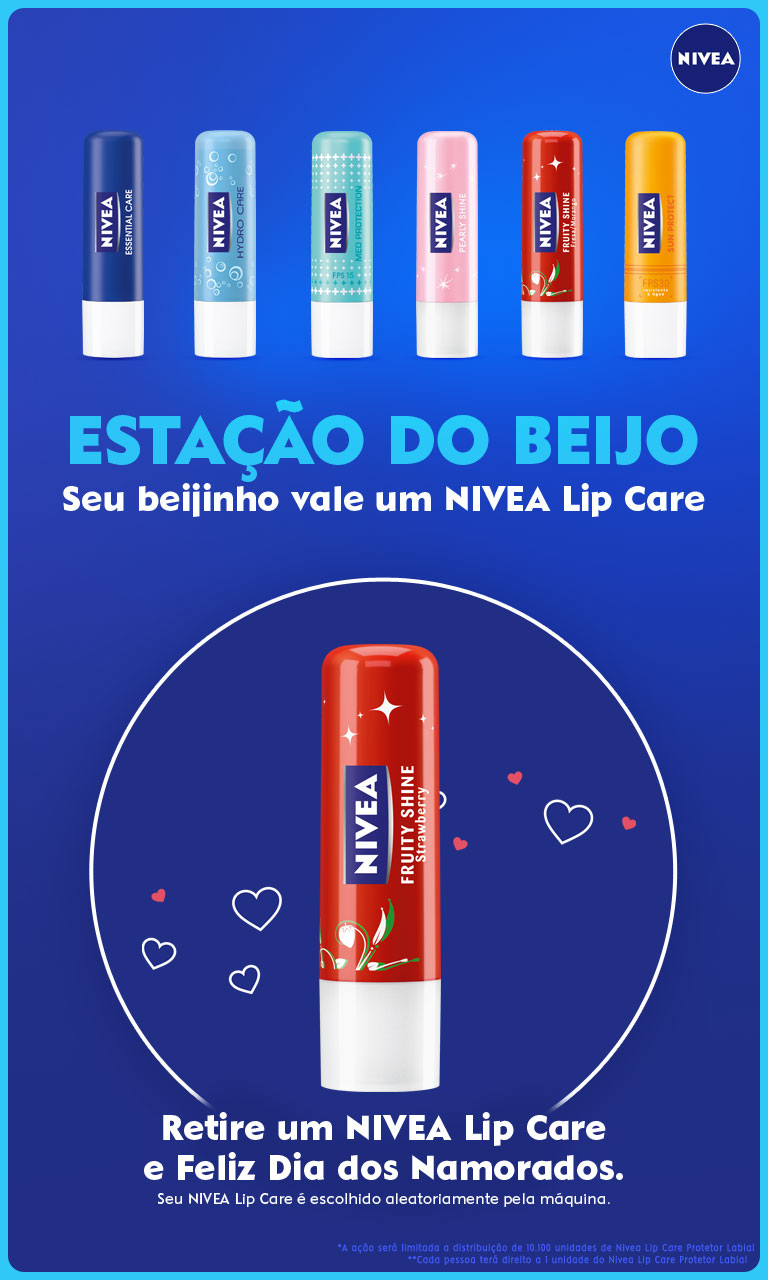 NIVEA
NIVEA
ESSENTIAL CARE
NIVEA
HYDRO CARE
NIVEA
MED PROTECTION
FPS 15
NIVEA
PEARLY SHINE
NIVEA
FRUITY SHINE
NIVEA
SUN PROTECT
FPS30
ESTAÇÃO DO BEIJO
Seu beijinho vale um NIVEA Lip Care
NIVEA
FRUITY SHINE
Strawberry
Retire um NIVEA Lip Care
e Feliz Dia dos Namorados.
Seu NIVEA Lip Care é escolhido aleatoriamente pela máquina.
*A ação será limitada a distribuição de 10.100 unidades de Nivea Lip Care Protetor Labial
**Cada pessoa terá direito a 1 unidade do Nivea Lip Care Protetor Labial